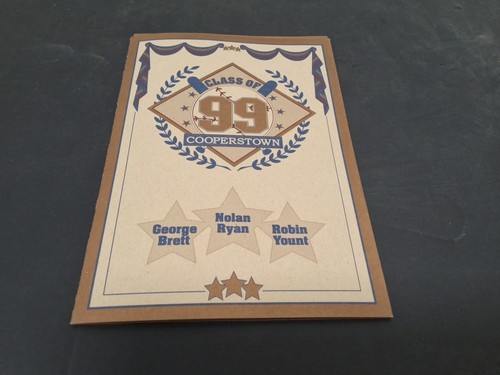 CLASS OF
99
COOPERSTOWN
George
Brett
Nolan
Ryan
Robin
Yount